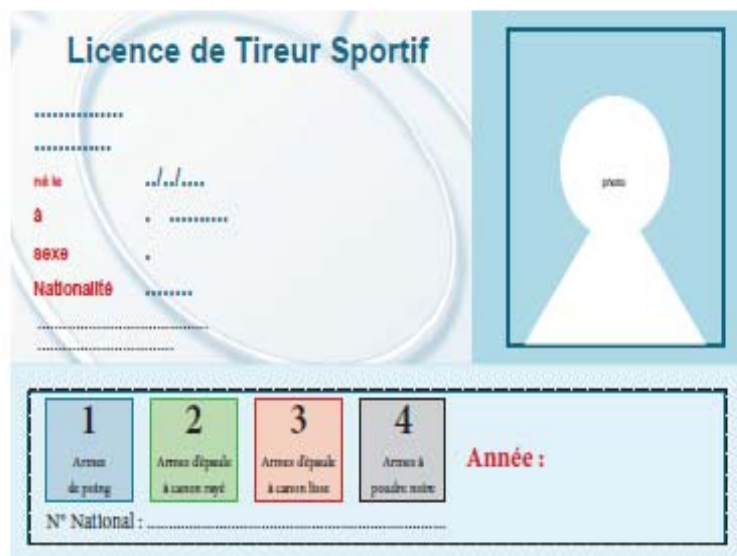 Licence de Tireur Sportif
...............
.............
né le ../../....
à . ..........
sexe .
Nationalité ........
photo
1
Armes
de poing
2
Armes d'épaule
à canon rayé
3
Armes d'épaule
à canon lisse
4
Armes à
poudre noire
Année :
N° National : ..............................................................